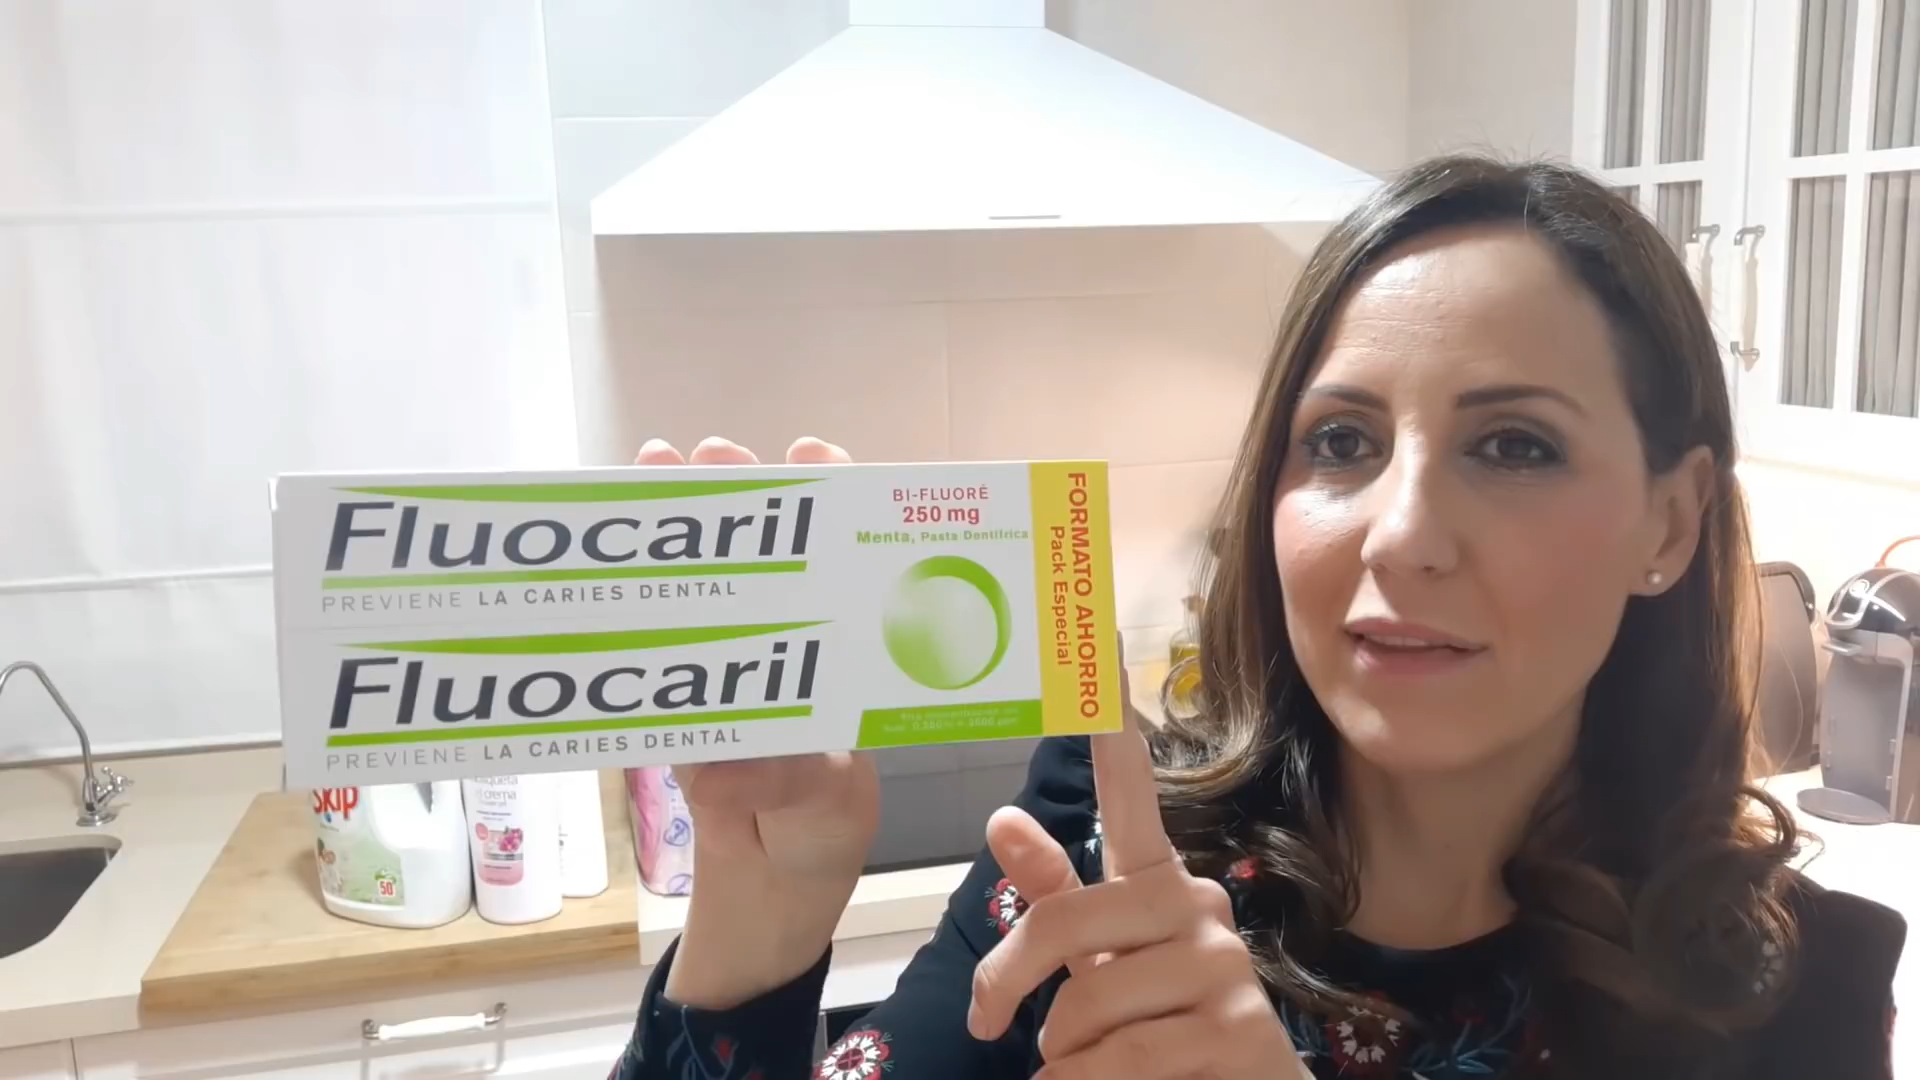 Fluocaril
PREVIENE LA CARIES DENTAL
Fluocaril
PREVIENE LA CARIES DENTAL
BI-FLUORÉ
250 mg
Menta, Pasta Dentífrica
FORMATO AHORRO
Pack Especial
Skip
crema
50